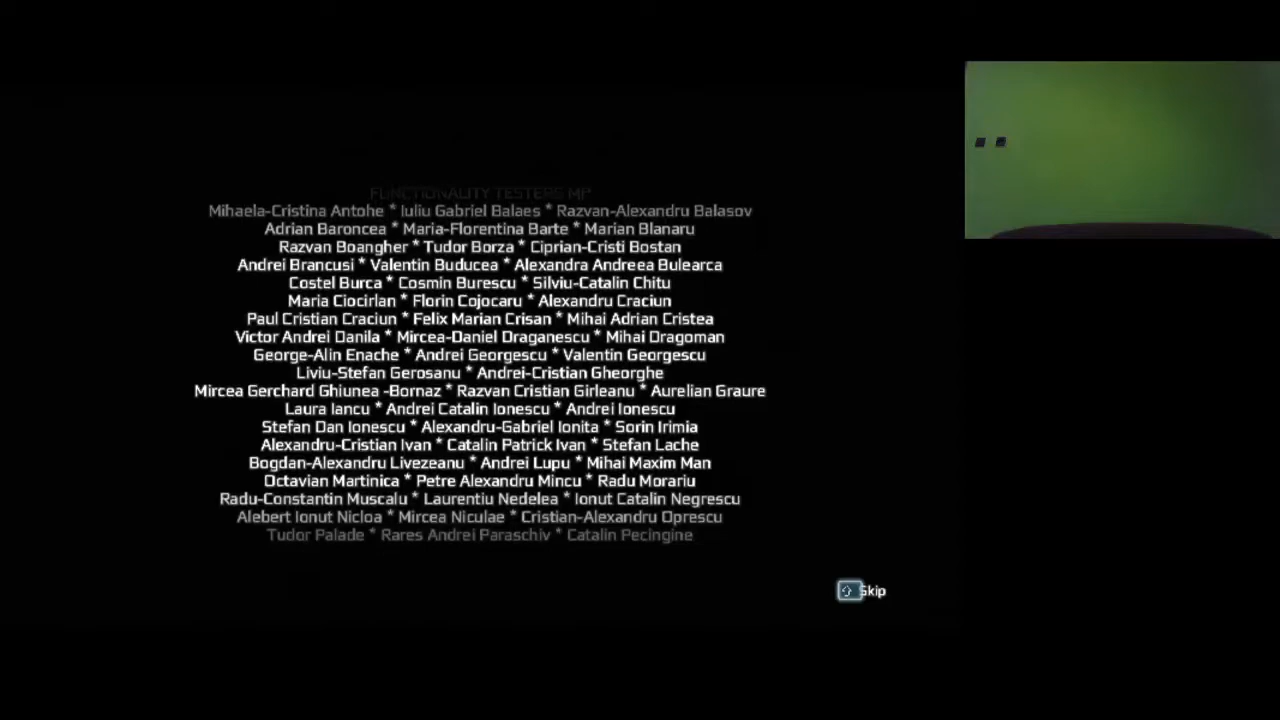 FUNCTIONALITY TESTERS MP
Mihaela-Cristina Antohe * Iuliu Gabriel Balaes * Razvan-Alexandru Balasov
Adrian Baroncea * Maria-Florentina Barte * Marian Blanaru
Razvan Boangher * Tudor Borza * Ciprian-Cristi Bostan
Andrei Brancusi * Valentin Buducea * Alexandra Andreea Bulearca
Costel Burca * Cosmin Burescu * Silviu-Catalin Chitu
Maria Ciocirlan * Florin Cojocaru * Alexandru Craciun
Paul Cristian Craciun * Felix Marian Crisan * Mihai Adrian Cristea
Victor Andrei Danila * Mircea-Daniel Draganescu * Mihai Dragoman
George-Alin Enache * Andrei Georgescu * Valentin Georgescu
Liviu-Stefan Gerosanu * Andrei-Cristian Gheorghe
Mircea Gerchard Ghiunea -Bornaz * Razvan Cristian Girleanu * Aurelian Graure
Laura Iancu * Andrei Catalin Ionescu * Andrei Ionescu
Stefan Dan Ionescu * Alexandru-Gabriel Ionita * Sorin Irimia
Alexandru-Cristian Ivan * Catalin Patrick Ivan * Stefan Lache
Bogdan-Alexandru Livezeanu * Andrei Lupu * Mihai Maxim Man
Octavian Martinica * Petre Alexandru Mincu * Radu Morariu
Radu-Constantin Muscalu * Laurentiu Nedelea * Ionut Catalin Negrescu
Alebert Ionut Nicloa * Mircea Niculae * Cristian-Alexandru Oprescu
Tudor Palade * Rares Andrei Paraschiv * Catalin Pecingine
Skip